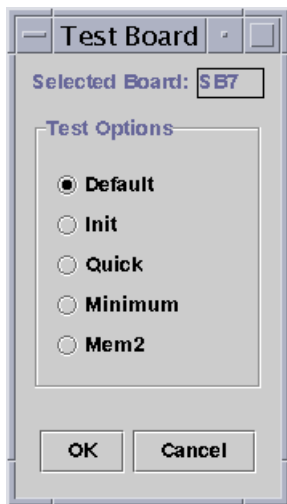 Test Board
Selected Board: SB7
Test Options
Default
Init
Quick
Minimum
Mem2
OK Cancel